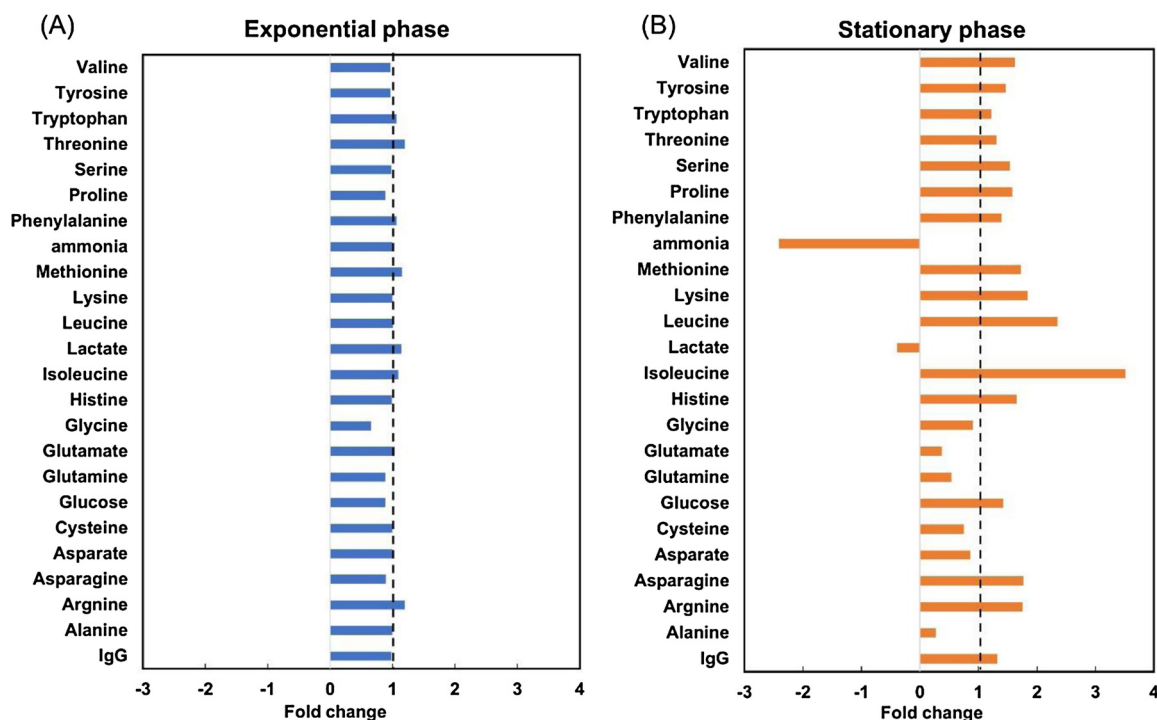 (A)
Exponential phase
Valine
Tyrosine
Tryptophan
Threonine
Serine
Proline
Phenylalanine
ammonia
Methionine
Lysine
Leucine
Lactate
Isoleucine
Histine
Glycine
Glutamate
Glutamine
Glucose
Cysteine
Asparate
Asparagine
Argnine
Alanine
IgG
-3 -2 -1 0 1 2 3 4
Fold change
(B)
Stationary phase
Valine
Tyrosine
Tryptophan
Threonine
Serine
Proline
Phenylalanine
ammonia
Methionine
Lysine
Leucine
Lactate
Isoleucine
Histine
Glycine
Glutamate
Glutamine
Glucose
Cysteine
Asparate
Asparagine
Argnine
Alanine
IgG
-3 -2 -1 0 1 2 3 4
Fold change